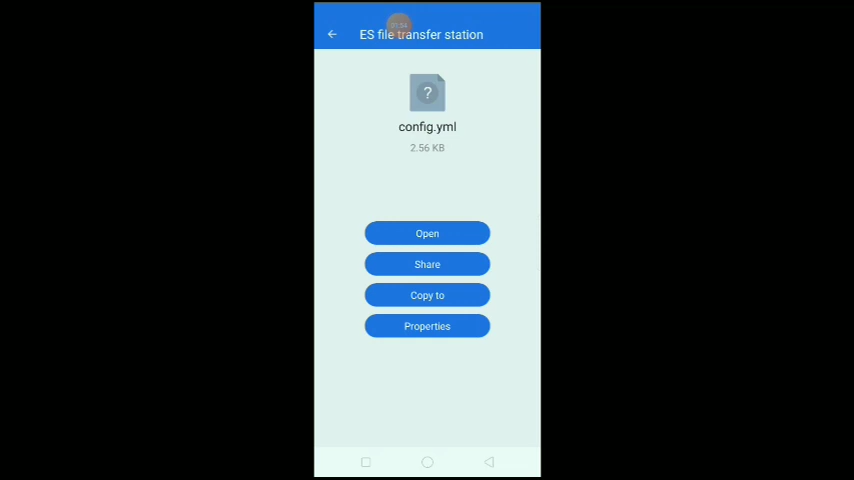 ES file transfer station
?
config.yml
2.56 KB
Open
Share
Copy to
Properties